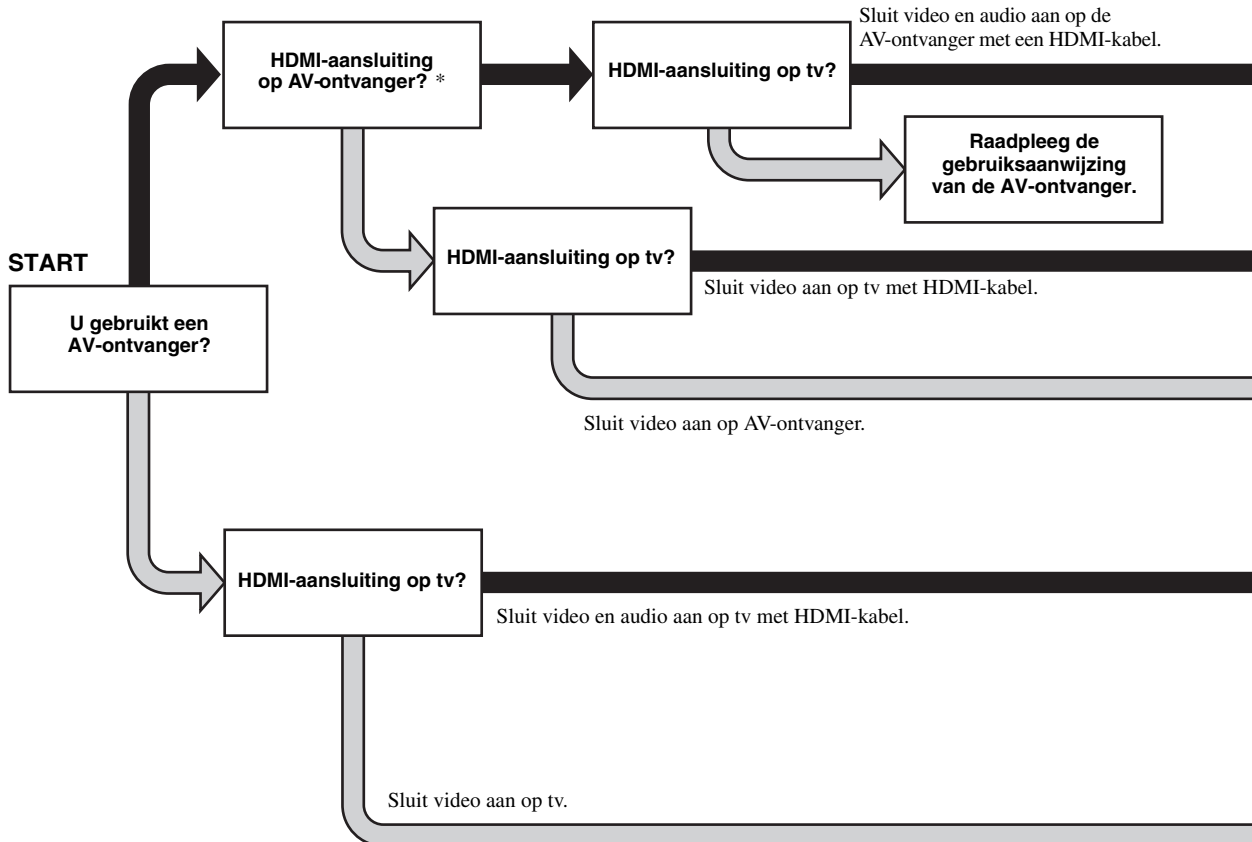 Sluit video en audio aan op de
AV-ontvanger met een HDMI-kabel.
HDMI-aansluiting
op AV-ontvanger? *
HDMI-aansluiting op tv?
Raadpleeg de
gebruiksaanwijzing
van de AV-ontvanger.
HDMI-aansluiting op tv?
Sluit video aan op tv met HDMI-kabel.
START
U gebruikt een
AV-ontvanger?
Sluit video aan op AV-ontvanger.
HDMI-aansluiting op tv?
Sluit video en audio aan op tv met HDMI-kabel.
Sluit video aan op tv.